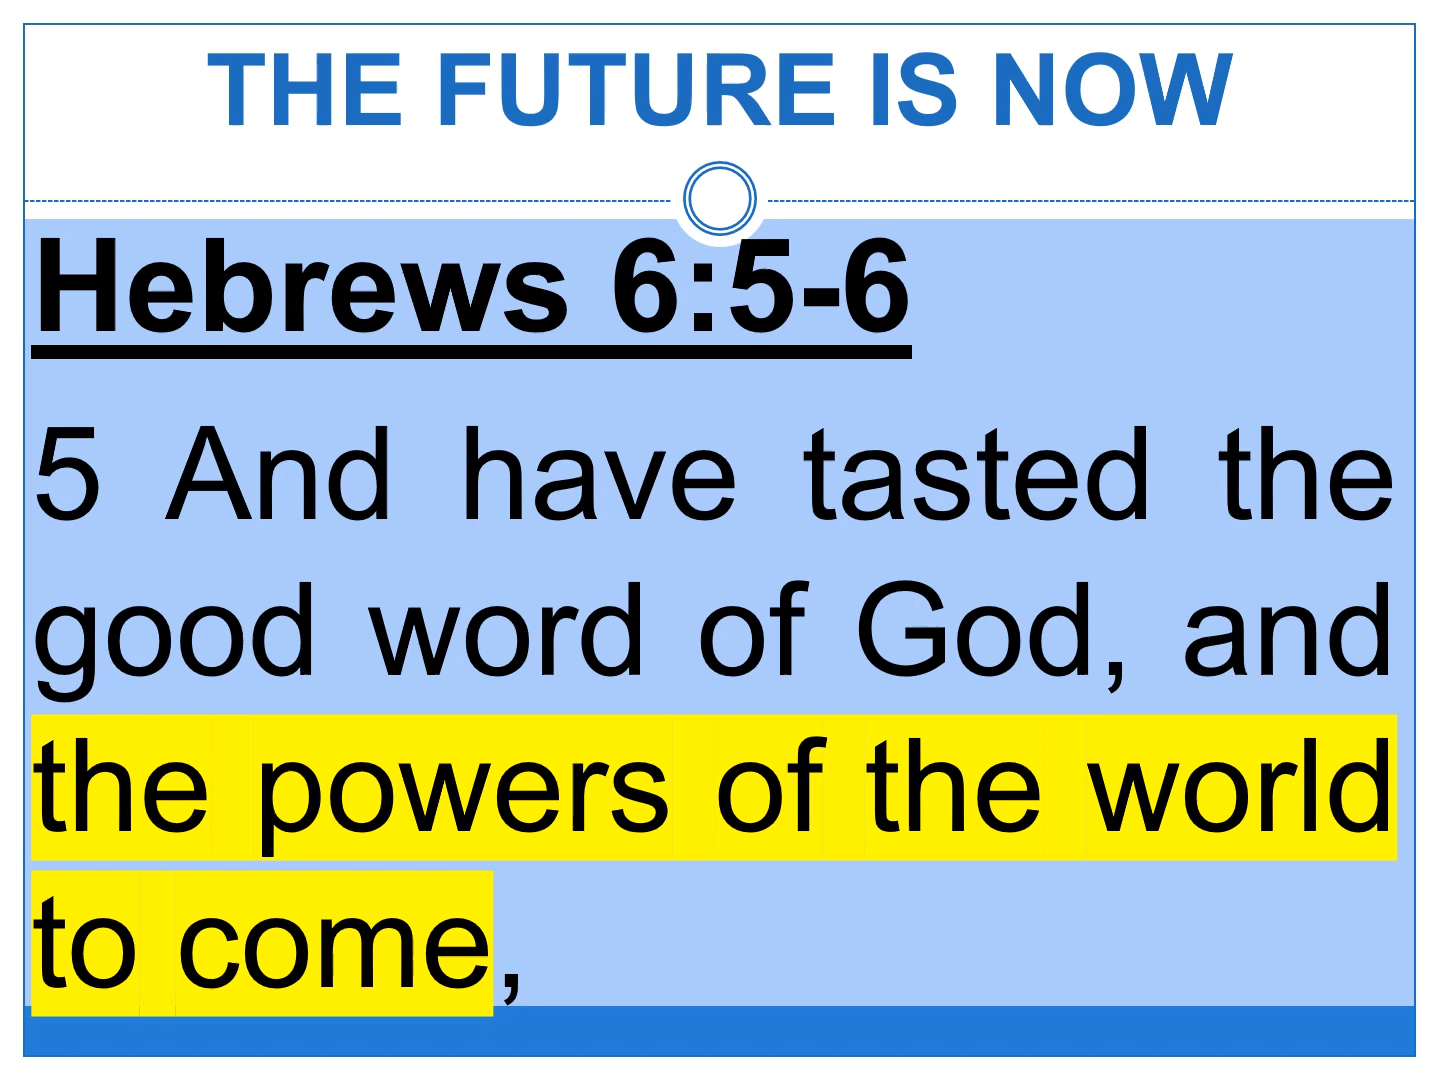 THE FUTURE IS NOW
Hebrews 6:5-6
5 And have tasted the
good word of God, and
the powers of the world
to come,